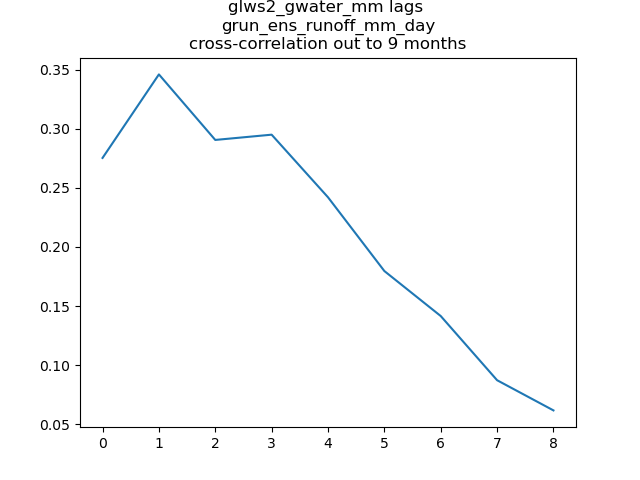 glws2_gwater_mm lags
grun_ens_runoff_mm_day
cross-correlation out to 9 months
0.35
0.30
0.25
0.20
0.15
0.10
0.05
0 1 2 3 4 5 6 7 8